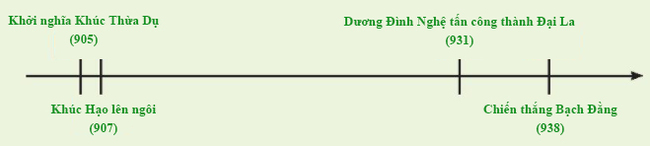 Khởi nghĩa Khúc Thừa Dụ
(905)
Dương Đình Nghệ tấn công thành Đại La
(931)
Khúc Hạo lên ngôi
(907)
Chiến thắng Bạch Đằng
(938)